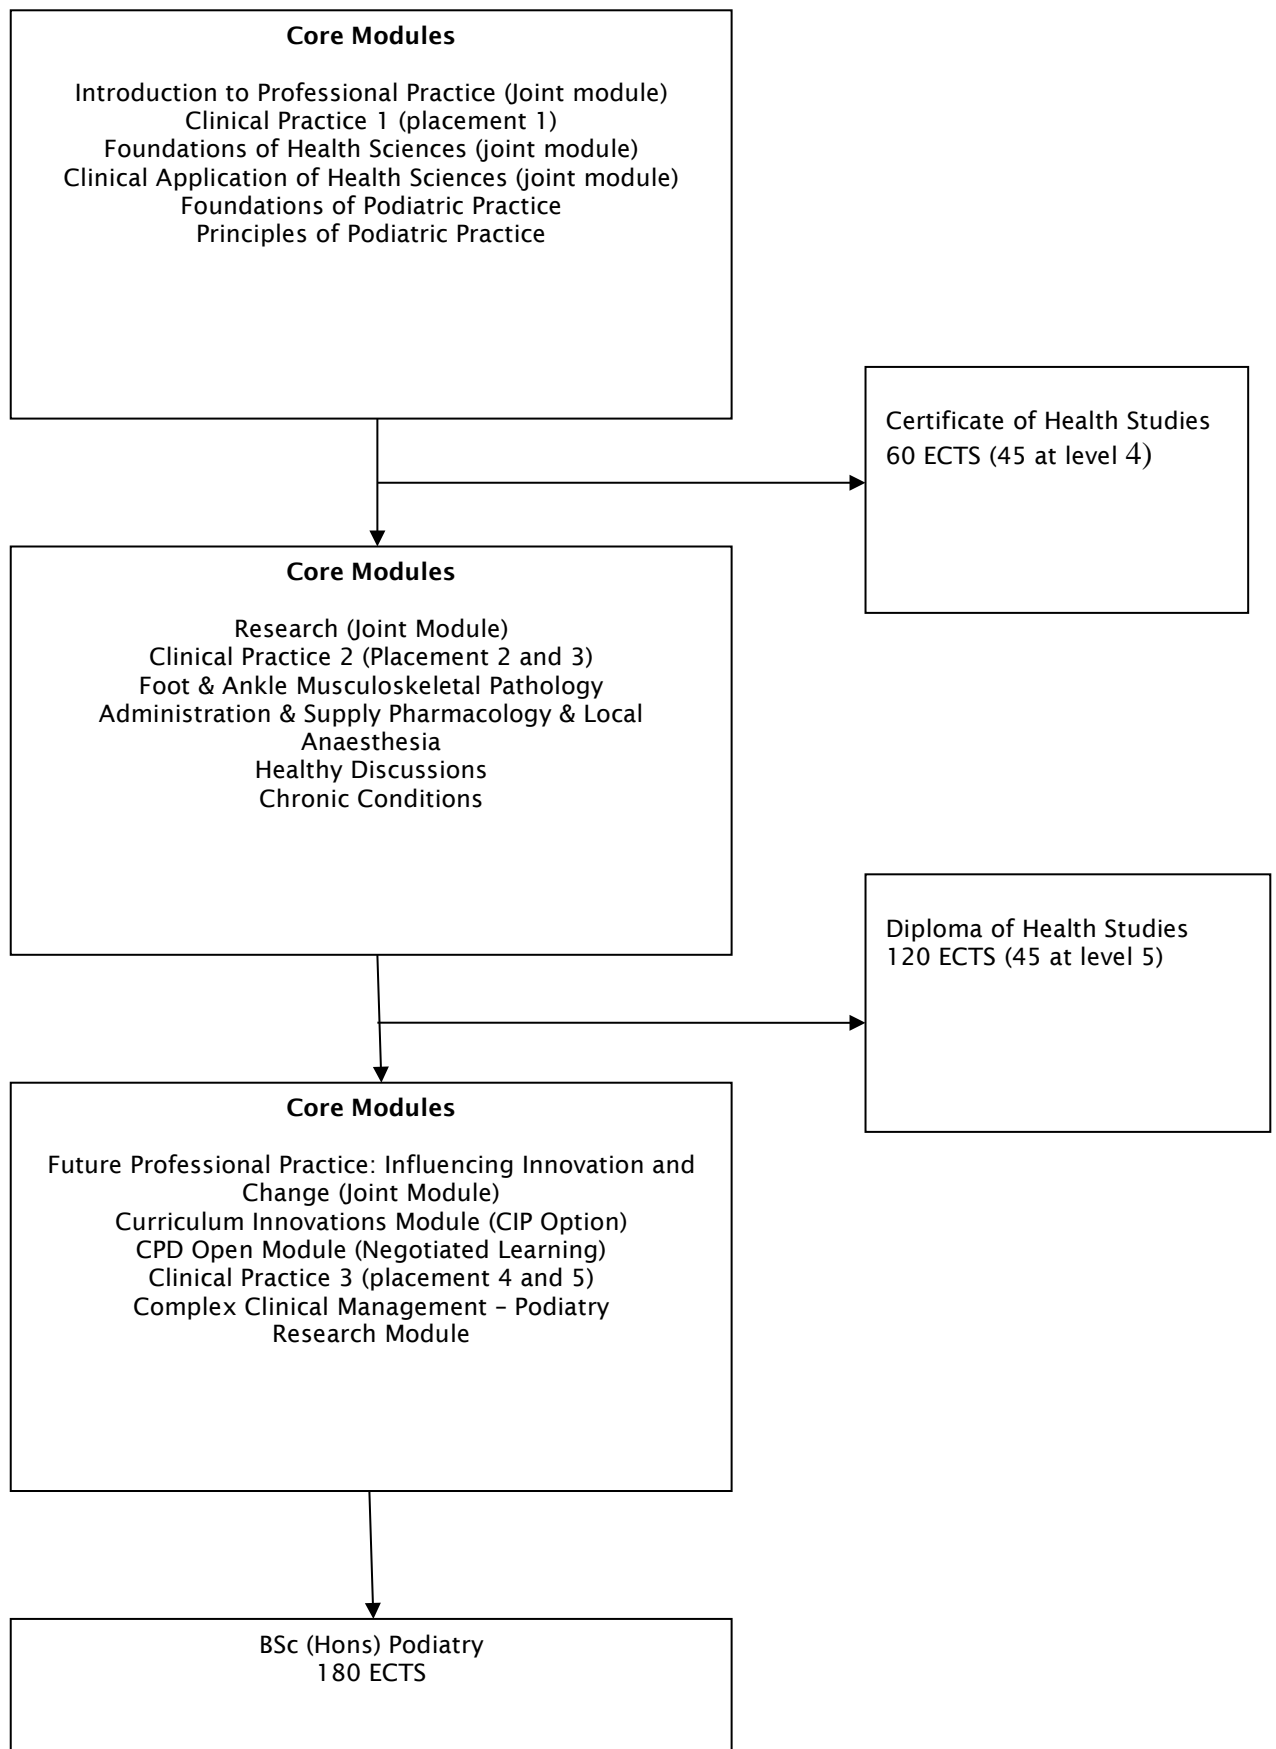 Core Modules
Introduction to Professional Practice (Joint module)
Clinical Practice 1 (placement 1)
Foundations of Health Sciences (joint module)
Clinical Application of Health Sciences (joint module)
Foundations of Podiatric Practice
Principles of Podiatric Practice
Certificate of Health Studies
60 ECTS (45 at level 4)
Core Modules
Research (Joint Module)
Clinical Practice 2 (Placement 2 and 3)
Foot & Ankle Musculoskeletal Pathology
Administration & Supply Pharmacology & Local
Anaesthesia
Healthy Discussions
Chronic Conditions
Diploma of Health Studies
120 ECTS (45 at level 5)
Core Modules
Future Professional Practice: Influencing Innovation and
Change (Joint Module)
Curriculum Innovations Module (CIP Option)
CPD Open Module (Negotiated Learning)
Clinical Practice 3 (placement 4 and 5)
Complex Clinical Management – Podiatry
Research Module
BSc (Hons) Podiatry
180 ECTS